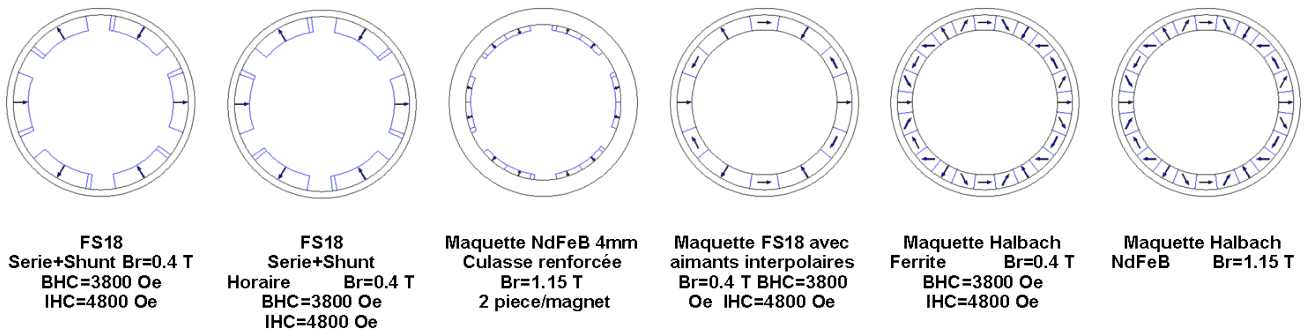 FS18
Serie+Shunt Br=0.4 T
BHC=3800 Oe
IHC=4800 Oe
FS18
Serie+Shunt
Horaire Br=0.4 T
BHC=3800 Oe
IHC=4800 Oe
Maquette NdFeB 4mm
Culasse renforcée
Br=1.15 T
2 piece/magnet
Maquette FS18 avec
aimants interpolaires
Br=0.4 T BHC=3800
Oe IHC=4800 Oe
Maquette Halbach
Ferrite Br=0.4 T
BHC=3800 Oe
IHC=4800 Oe
Maquette Halbach
NdFeB Br=1.15 T